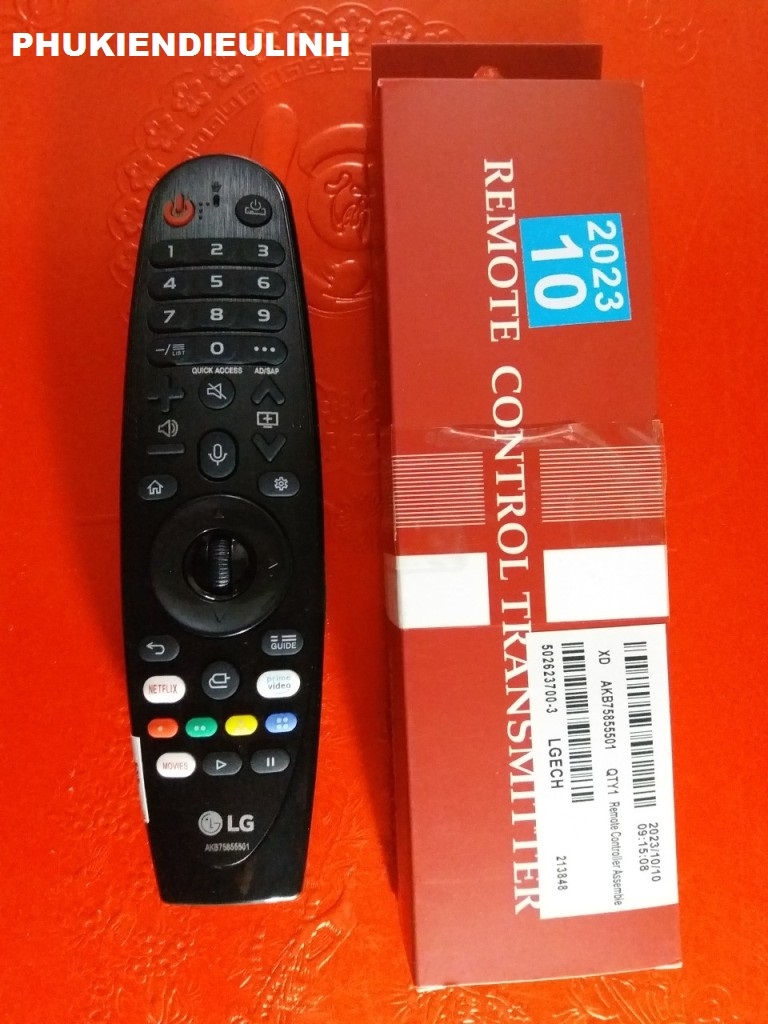 PHUKIENDIEULINH
1 2 3
4 5 6
7 8 9
-/ LIST 0 ...
QUICK ACCESS AD/SAP
GUIDE
NETFLIX
prime video
MOVIES
LG
AKB75855501
REMOTE CONTROL TRANSMITTER
2023
10
2023/10/10
09:15:08
XD AKB75855501 QTY1 Remote Controller Assemble
502623700-3 LGECH 213848